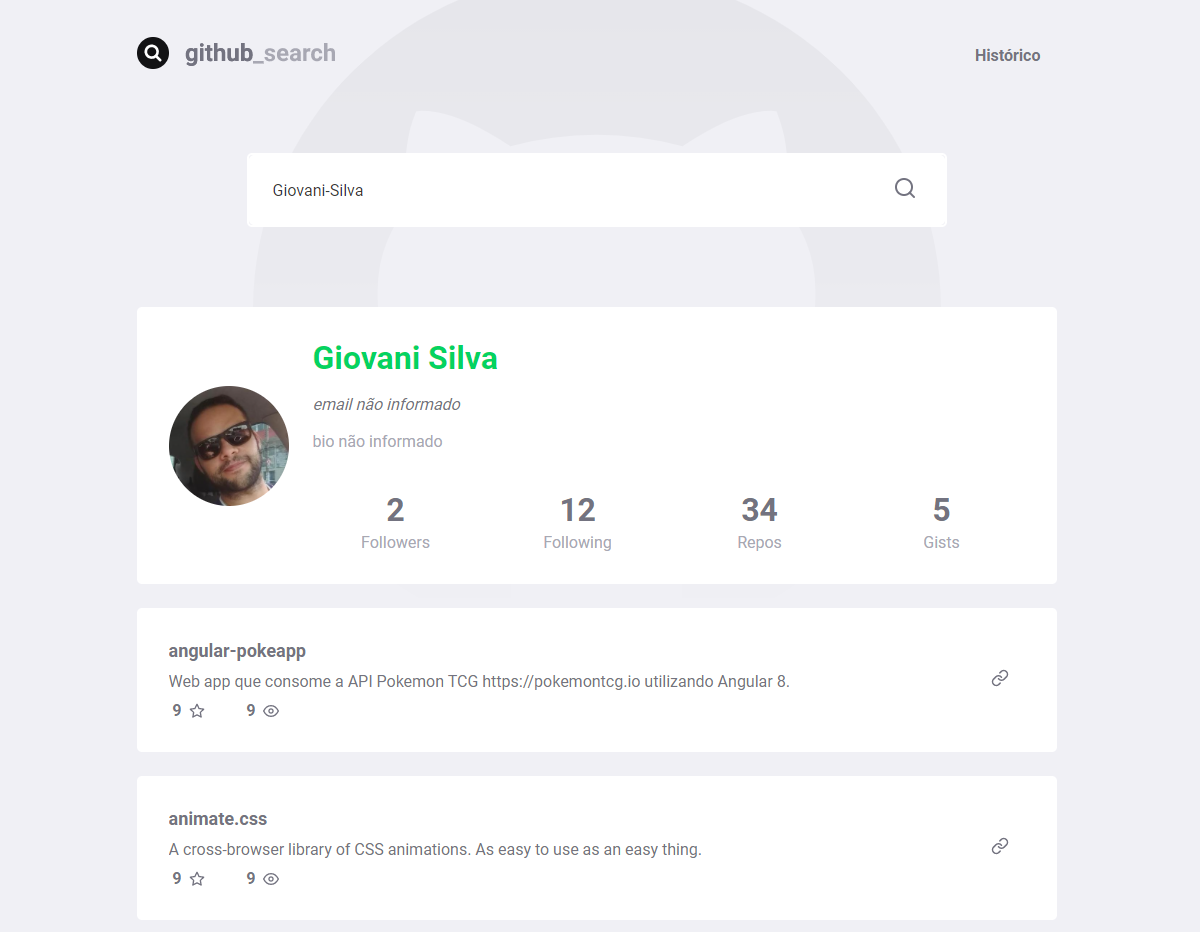 github_search
Histórico
Giovani-Silva
Giovani Silva
email não informado
bio não informado
2 12 34 5
Followers Following Repos Gists
angular-pokeapp
Web app que consome a API Pokemon TCG https://pokemontcg.io utilizando Angular 8.
9 9
animate.css
A cross-browser library of CSS animations. As easy to use as an easy thing.
9 9